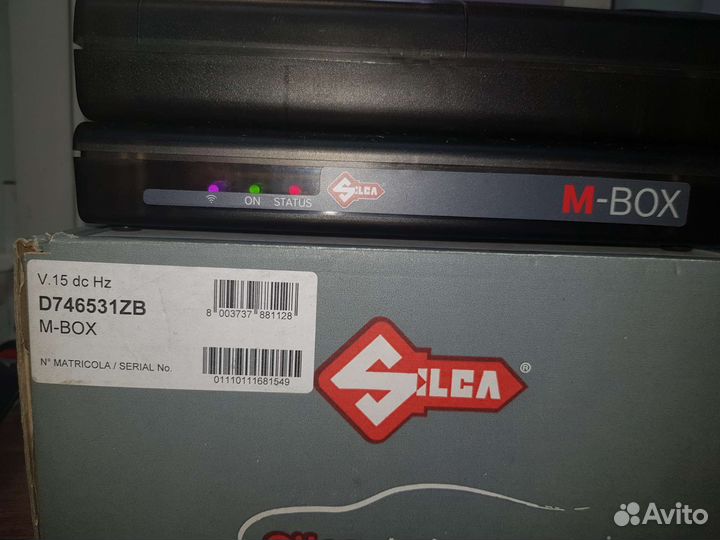 ON STATUS
SILCA
M-BOX
V.15 dc Hz
D746531ZB
M-BOX
8 003737 881128
N° MATRICOLA / SERIAL No.
01110111681549
SILCA ®
Avito